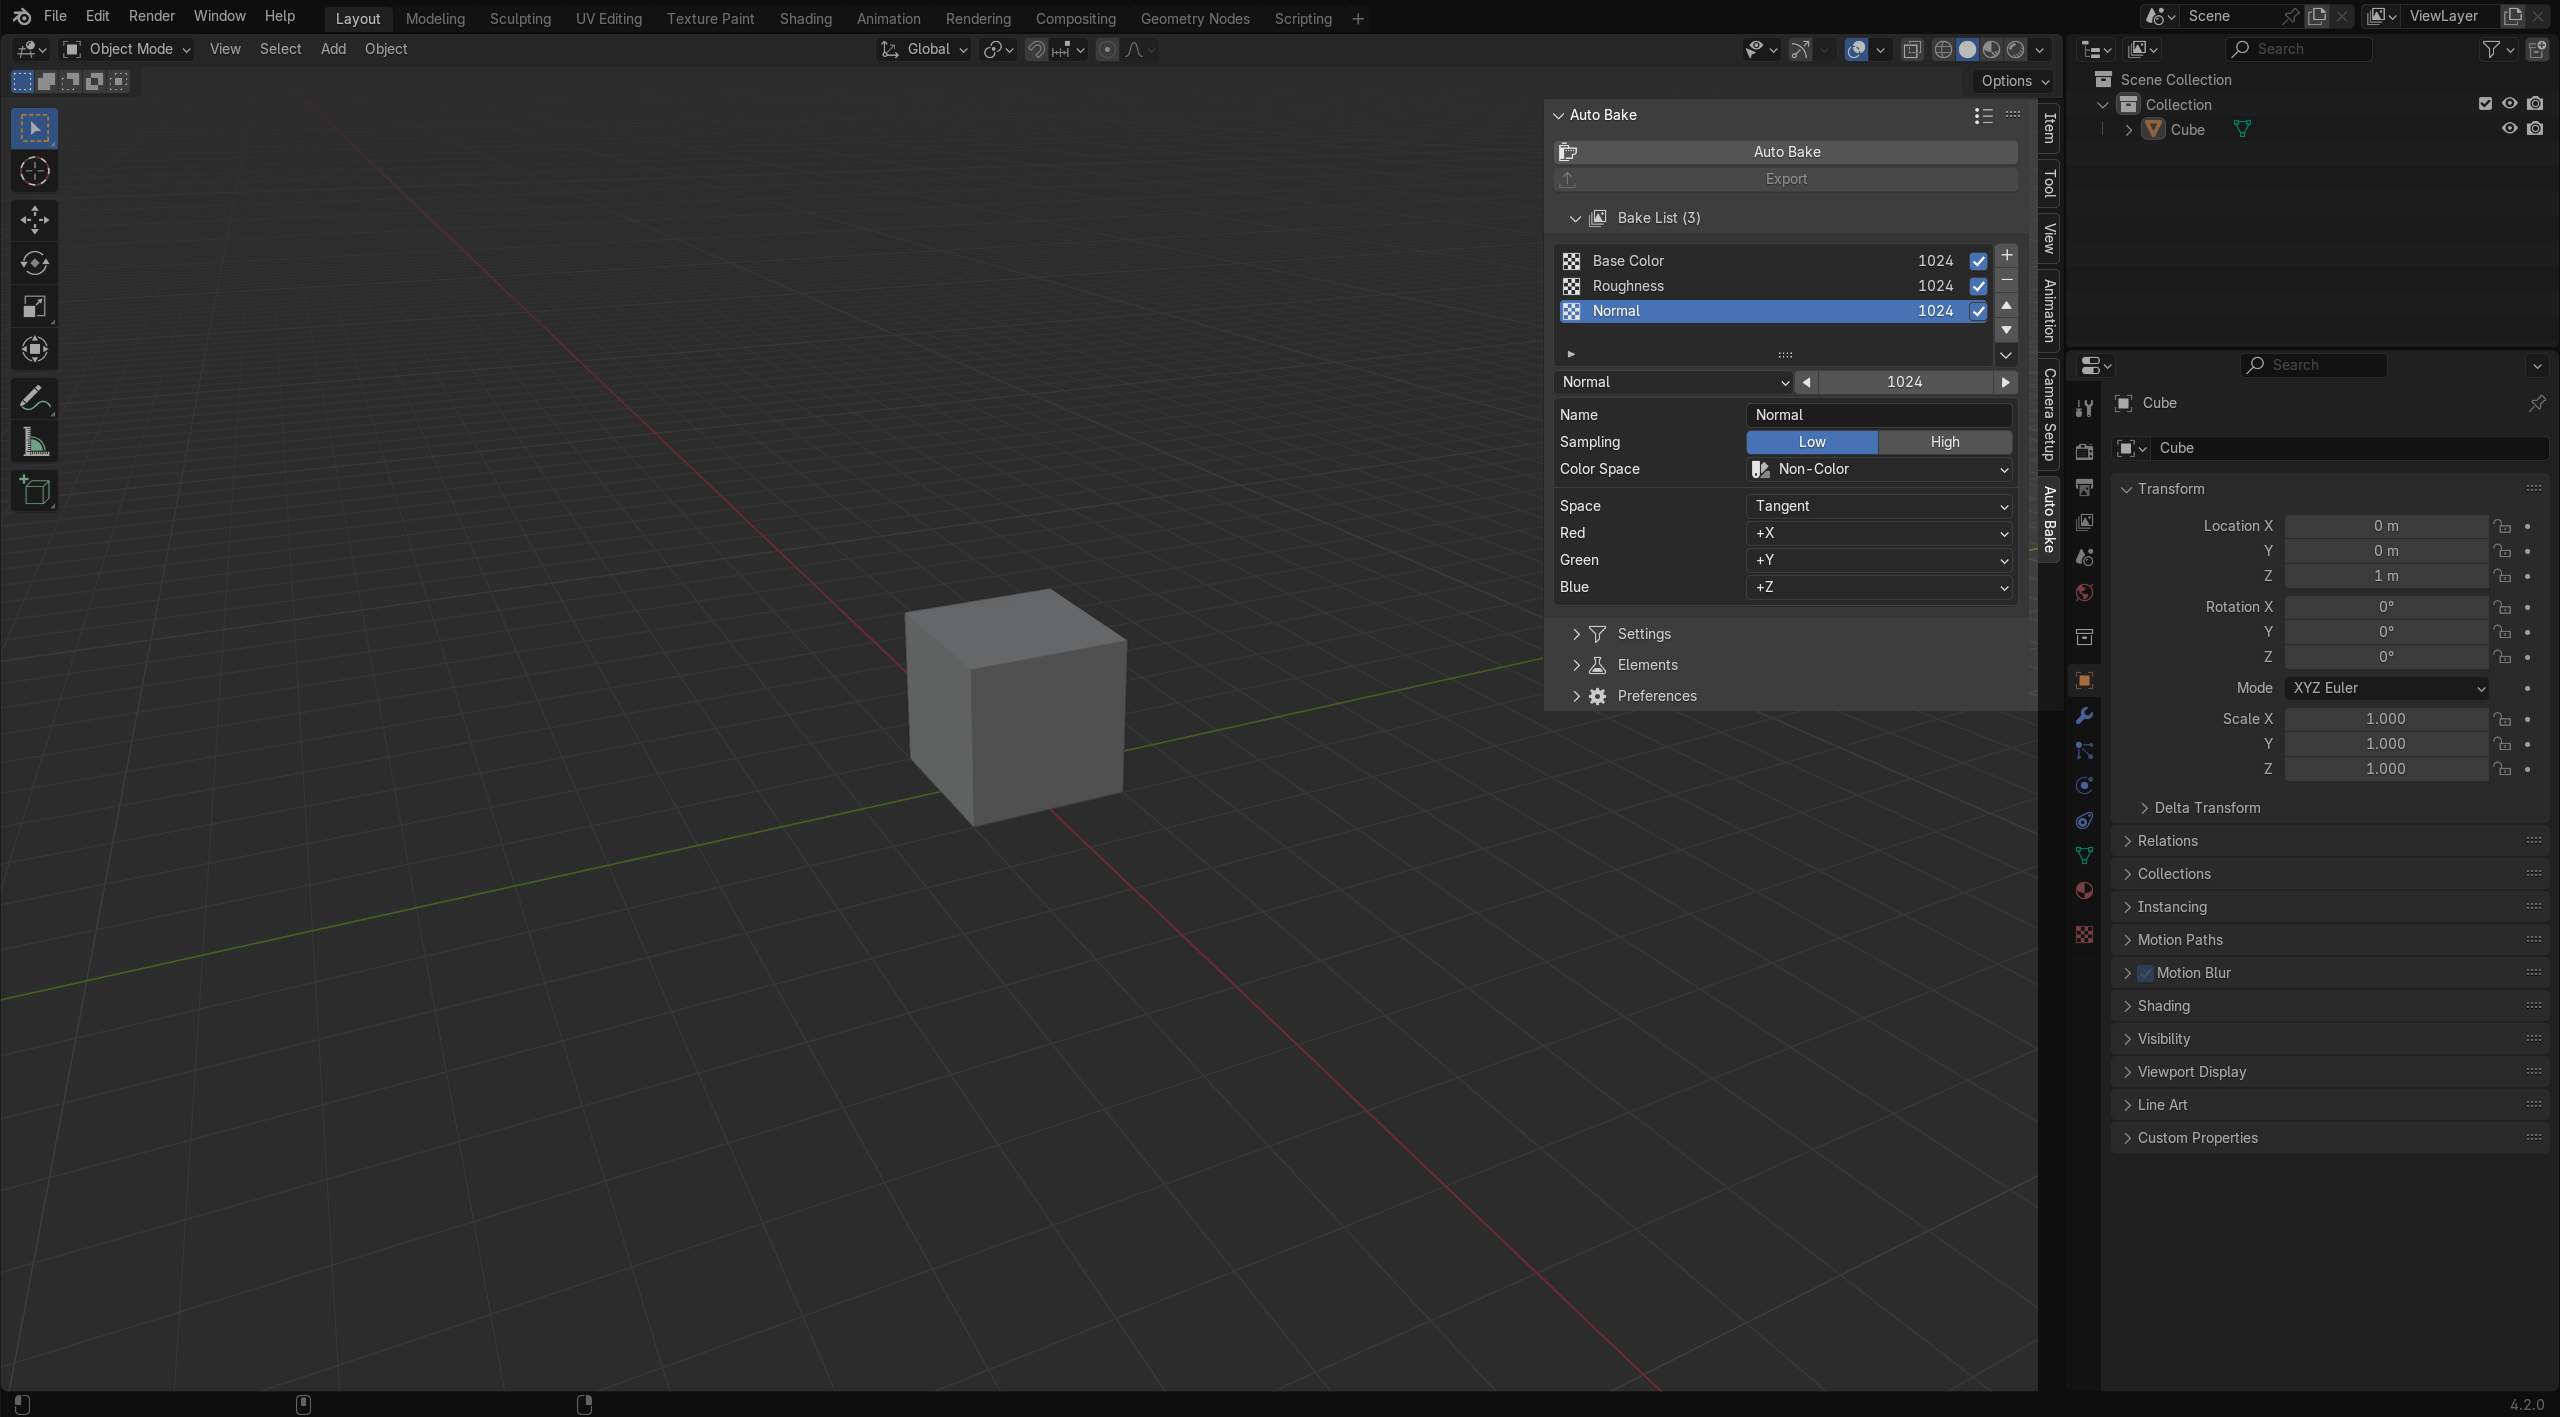 File Edit Render Window Help Layout Modeling Sculpting UV Editing Texture Paint Shading Animation Rendering Compositing Geometry Nodes Scripting + Scene ViewLayer
Object Mode View Select Add Object Global Search
Options
Scene Collection
Collection
Cube
Auto Bake
Auto Bake
Export
Bake List (3)
Base Color 1024
Roughness 1024
Normal 1024
Normal 1024
Name Normal
Sampling Low High
Color Space Non-Color
Space Tangent
Red +X
Green +Y
Blue +Z
Settings
Elements
Preferences
Item
Tool
View
Animation
Camera Setup
Auto Bake
Search
Cube
Cube
Transform
Location X 0 m
Y 0 m
Z 1 m
Rotation X 0°
Y 0°
Z 0°
Mode XYZ Euler
Scale X 1.000
Y 1.000
Z 1.000
Delta Transform
Relations
Collections
Instancing
Motion Paths
Motion Blur
Shading
Visibility
Viewport Display
Line Art
Custom Properties
4.2.0